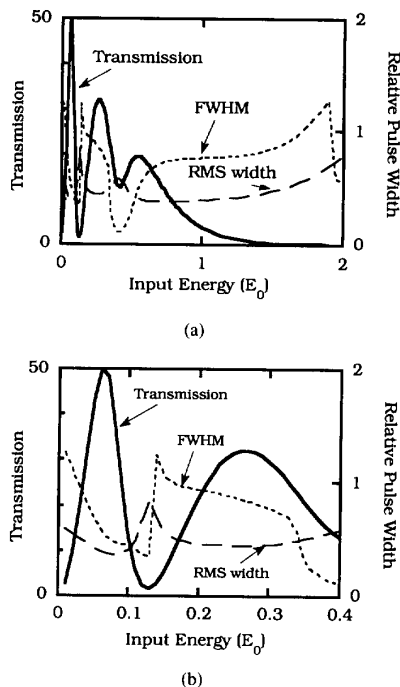 50
2
Transmission
FWHM
1
RMS width
Transmission
Relative Pulse Width
0
0
0
1
2
Input Energy (E0)
(a)
50
2
Transmission
FWHM
1
RMS width
Transmission
Relative Pulse Width
0
0
0
0.1
0.2
0.3
0.4
Input Energy (E0)
(b)